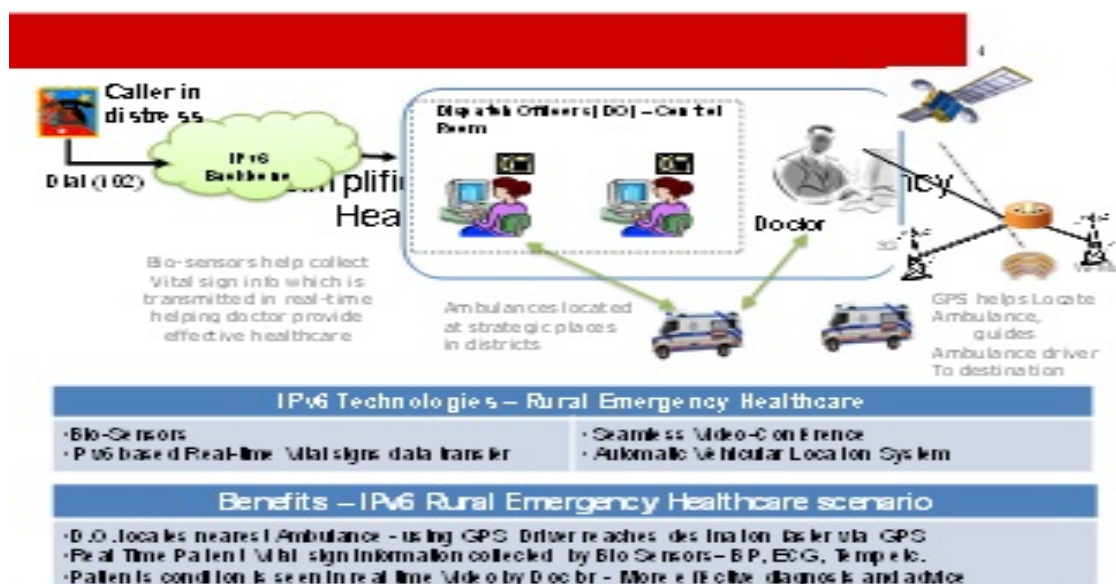 4
Caller in
distress
Dial (102)
IPv6
Backbone
Dispatch Officers(DO) – Control
Room
Doctor
3G
Bio-sensors help collect
Vital sign info which is
transmitted in real-time
helping doctor provide
effective healthcare
Ambulances located
at strategic places
in districts
GPS helps Locate
Ambulance,
guides
Ambulance driver
To destination
IPv6 Technologies – Rural Emergency Healthcare
·Bio-Sensors
·IPv6 based Real-time Vital signs data transfer
·Seamless Video-Conference
·Automatic Vehicular Location System
Benefits – IPv6 Rural Emergency Healthcare scenario
·D.O. locates nearest Ambulance - using GPS Driver reaches destination faster via GPS
·Real Time Patient Vital sign information collected by Bio Sensors– BP, ECG, Temp etc.
·Patients condition is seen in real time Video by Doctor – More effective diagnosis and advice